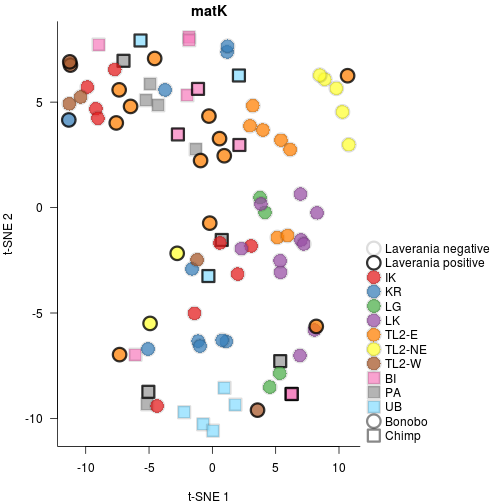 matK
5
0
-5
-10
t-SNE 2
-10
-5
0
5
10
t-SNE 1
Laverania negative
Laverania positive
IK
KR
LG
LK
TL2-E
TL2-NE
TL2-W
BI
PA
UB
Bonobo
Chimp